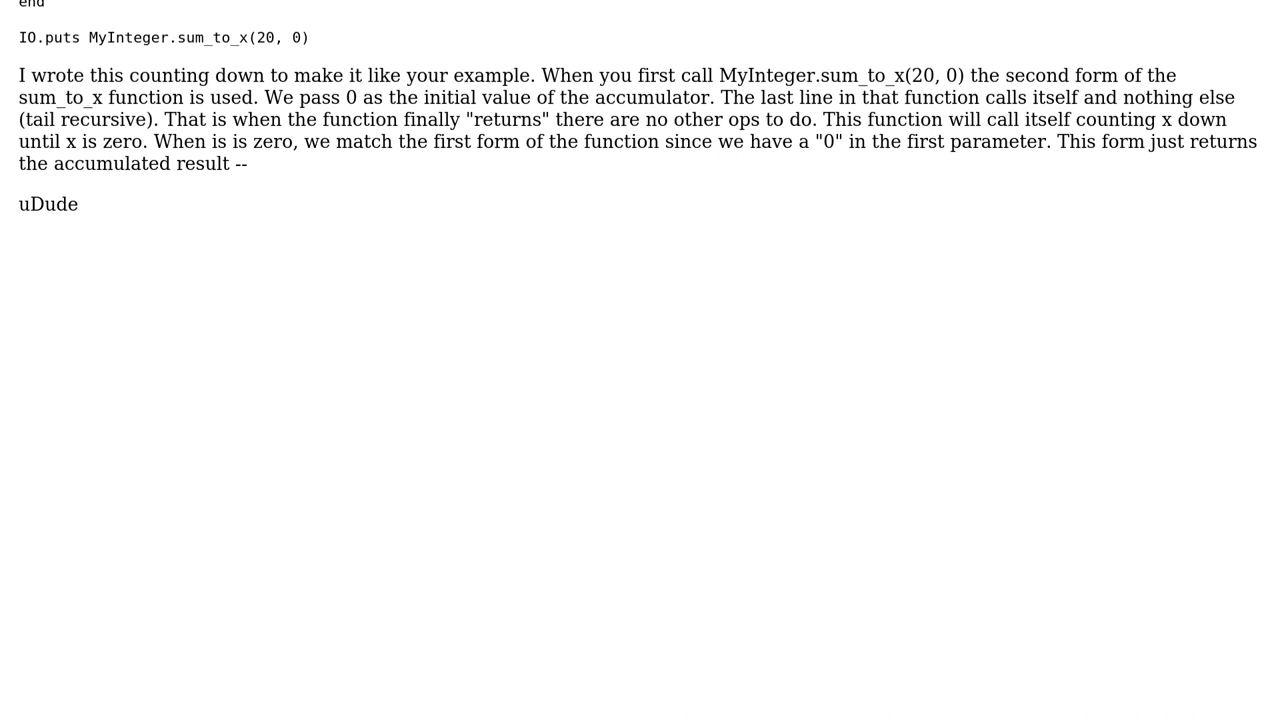 end
IO.puts MyInteger.sum_to_x(20, 0)
I wrote this counting down to make it like your example. When you first call MyInteger.sum_to_x(20, 0) the second form of the
sum_to_x function is used. We pass 0 as the initial value of the accumulator. The last line in that function calls itself and nothing else
(tail recursive). That is when the function finally "returns" there are no other ops to do. This function will call itself counting x down
until x is zero. When is is zero, we match the first form of the function since we have a "0" in the first parameter. This form just returns
the accumulated result --
uDude